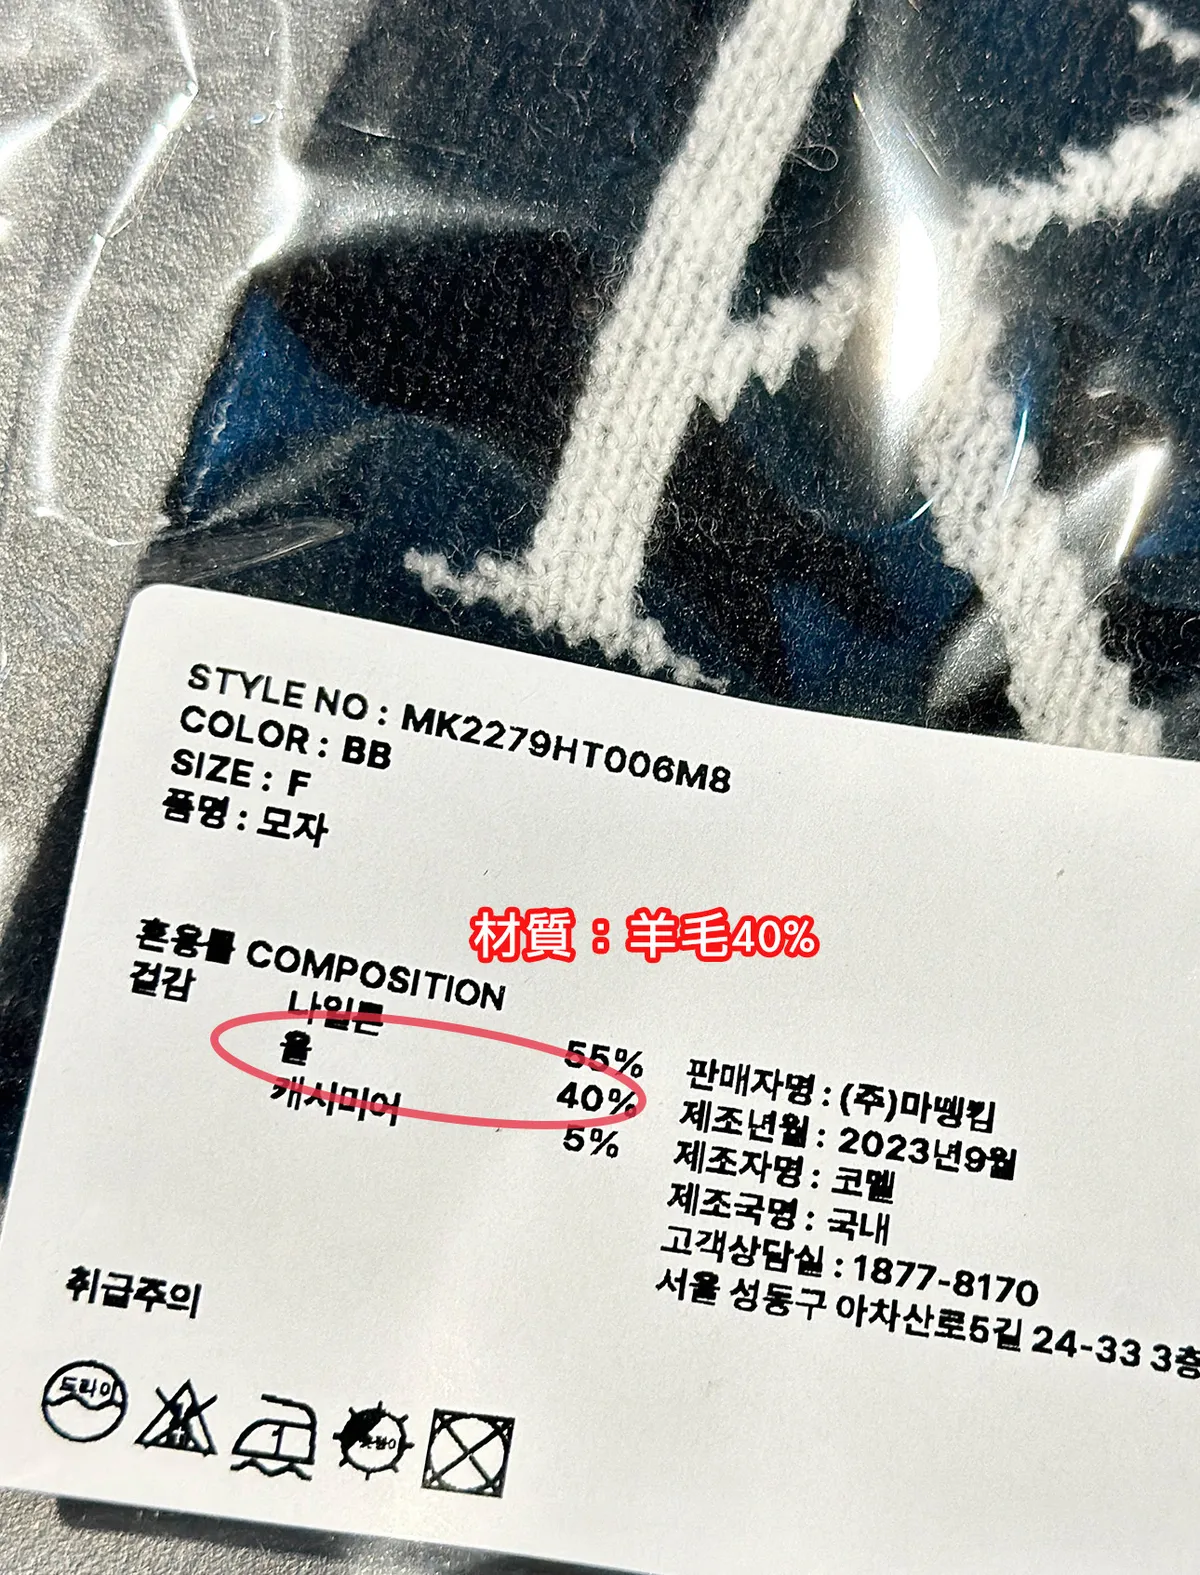 STYLE NO : MK2279HT006M8
COLOR : BB
SIZE : F
품명 : 모자
材質：羊毛40%
혼용률 COMPOSITION
겉감
나일론 55%
울 40%
캐시미어 5%
판매자명 : (주)마뗑킴
제조년월 : 2023년9월
제조자명 : 코멜
제조국명 : 국내
고객상담실 : 1877-8170
서울 성동구 아차산로5길 24-33 3층
취급주의
드라이